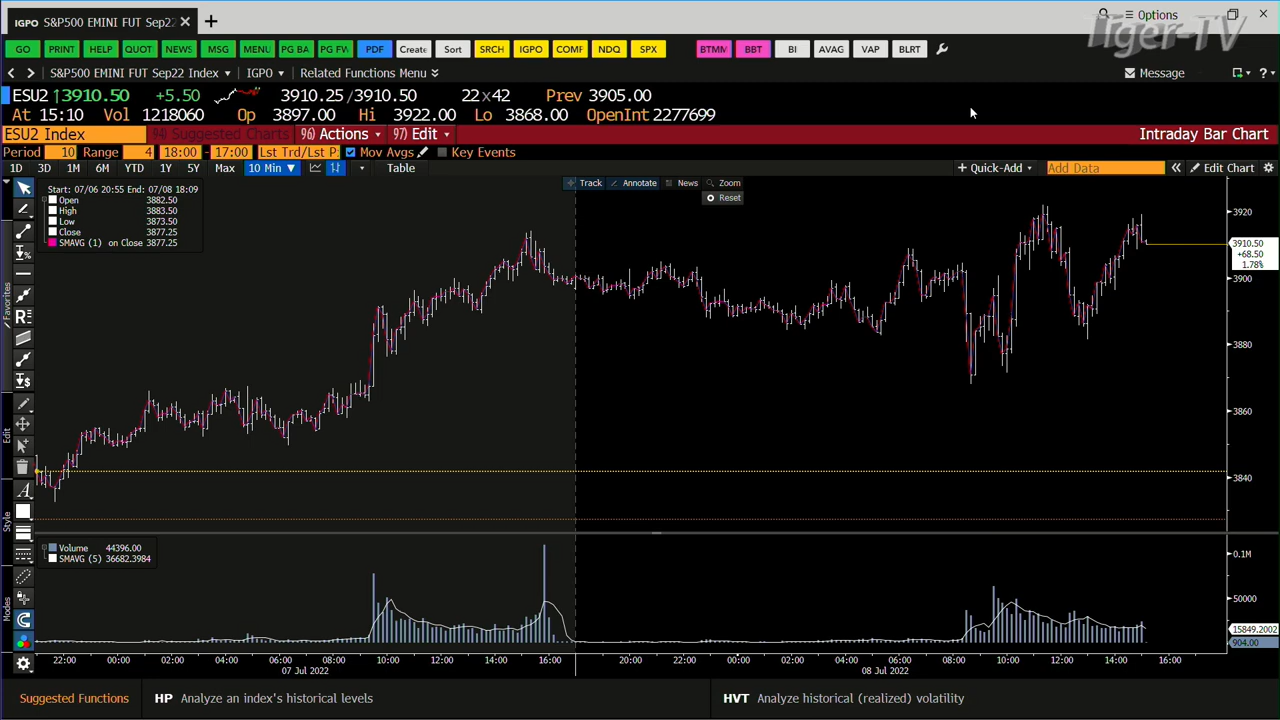 IGPO S&P500 EMINI FUT Sep22 × +
Options
Tiger-TV
GO PRINT HELP QUOT NEWS MSG MENU PG BA PG FW PDF Create Sort SRCH IGPO COMF NDQ SPX BTMM BBT BI AVAG VAP BLRT
S&P500 EMINI FUT Sep22 Index IGPO Related Functions Menu Message ?
ESU2 ↑3910.50 +5.50 3910.25/3910.50 22×42 Prev 3905.00
At 15:10 Vol 1218060 Op 3897.00 Hi 3922.00 Lo 3868.00 OpenInt 2277699
ESU2 Index 94) Suggested Charts 96) Actions 97) Edit Intraday Bar Chart
Period 10 Range 4 18:00 - 17:00 Lst Trd/Lst P Mov Avgs Key Events
1D 3D 1M 6M YTD 1Y 5Y Max 10 Min ▼ Table + Quick-Add Add Data « Edit Chart
Track Annotate News Zoom
Reset
Start: 07/06 20:55 End: 07/08 18:09
Open 3882.50
High 3883.50
Low 3873.50
Close 3877.25
SMAVG (1) on Close 3877.25
3920
3910.50
+68.50
1.78%
3900
3880
3860
3840
Favorites
Edit
Style
Modes
Volume 44396.00
SMAVG (5) 36682.3984
0.1M
50000
15849.2002
904.00
22:00 00:00 02:00 04:00 06:00 08:00 10:00 12:00 14:00 16:00 20:00 22:00 00:00 02:00 04:00 06:00 08:00 10:00 12:00 14:00 16:00
07 Jul 2022 08 Jul 2022
Suggested Functions HP Analyze an index's historical levels HVT Analyze historical (realized) volatility